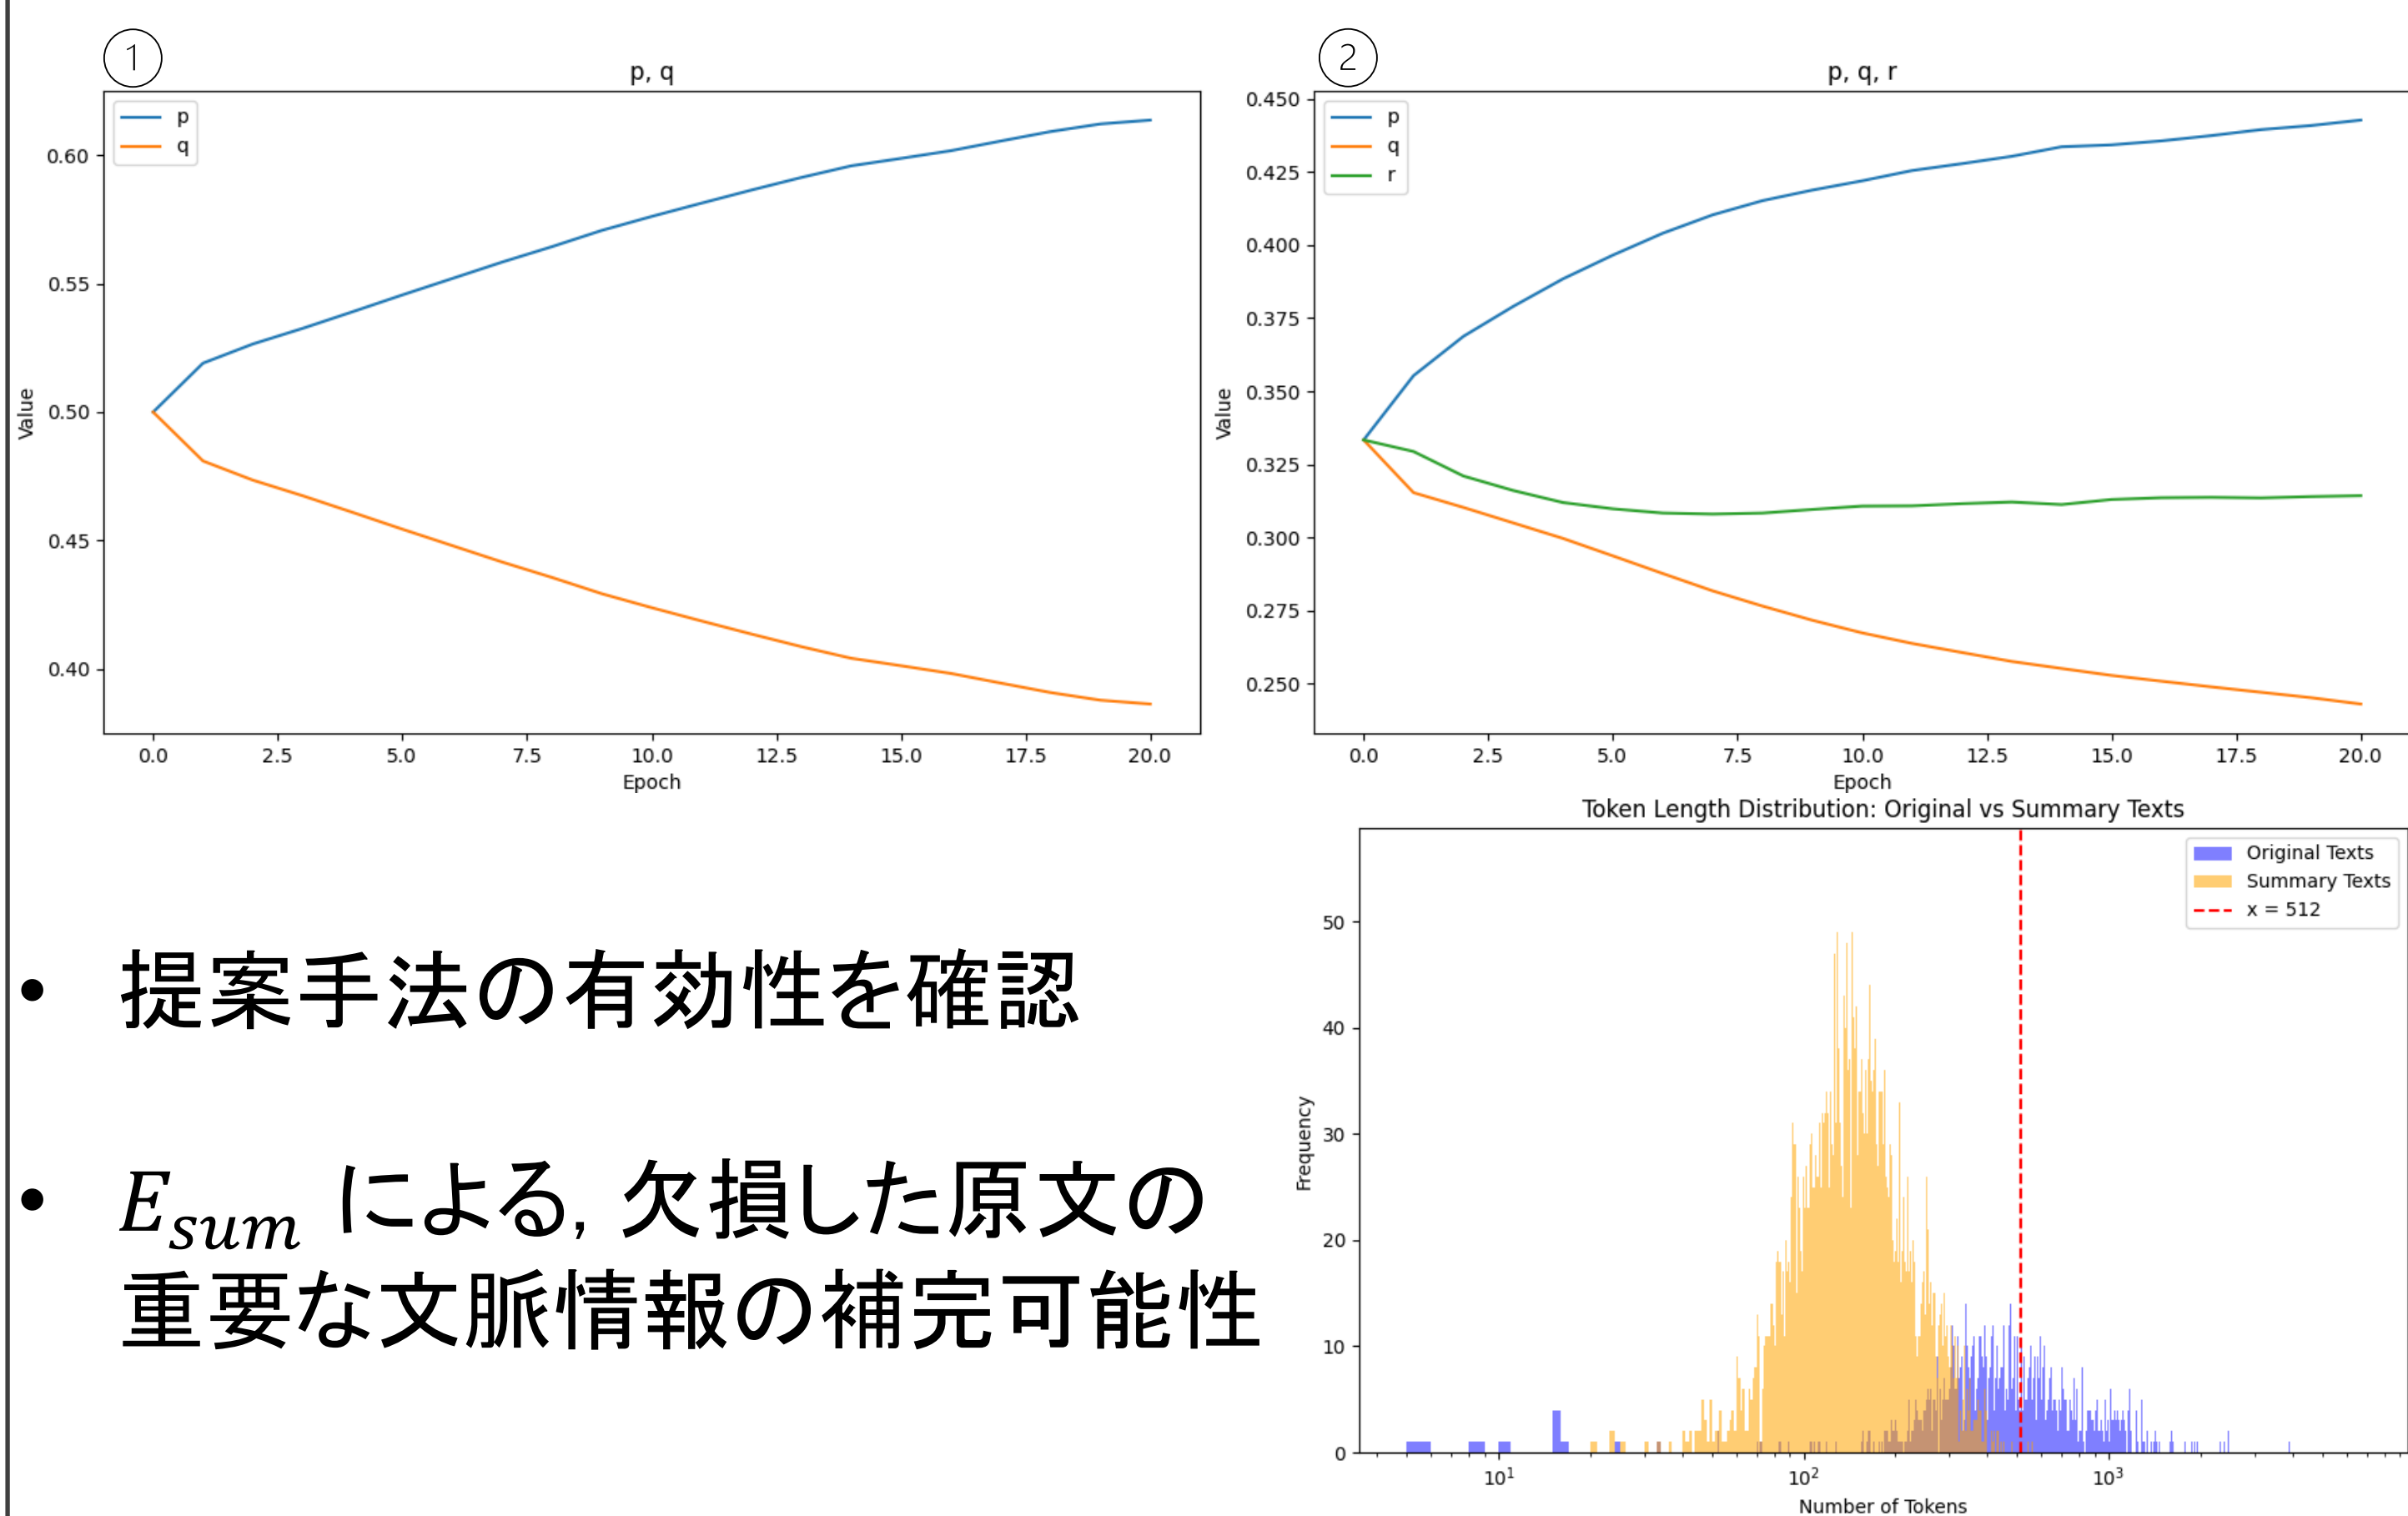 ①
p, q
p
q
0.60
0.55
0.50
0.45
0.40
Value
0.0 2.5 5.0 7.5 10.0 12.5 15.0 17.5 20.0
Epoch
②
p, q, r
p
q
r
0.450
0.425
0.400
0.375
0.350
0.325
0.300
0.275
0.250
Value
0.0 2.5 5.0 7.5 10.0 12.5 15.0 17.5 20.0
Epoch
• 提案手法の有効性を確認
• E_sum による, 欠損した原文の
重要な文脈情報の補完可能性
Token Length Distribution: Original vs Summary Texts
Original Texts
Summary Texts
x = 512
50
40
30
20
10
0
Frequency
10¹ 10² 10³
Number of Tokens